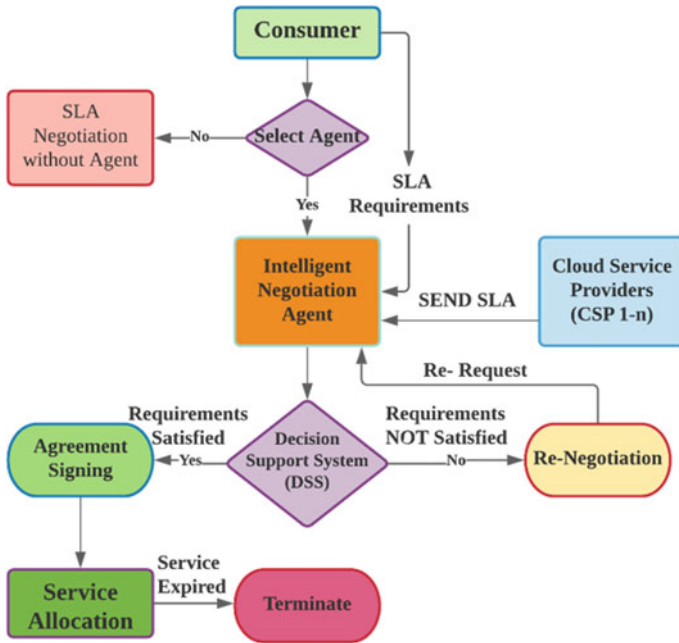 Consumer
Select Agent
No
SLA
Negotiation
without Agent
Yes
SLA
Requirements
Intelligent
Negotiation
Agent
Cloud Service
Providers
(CSP 1-n)
SEND SLA
Re- Request
Requirements
Satisfied
Yes
Requirements
NOT Satisfied
No
Agreement
Signing
Decision
Support System
(DSS)
Re-Negotiation
Service
Allocation
Service
Expired
Terminate